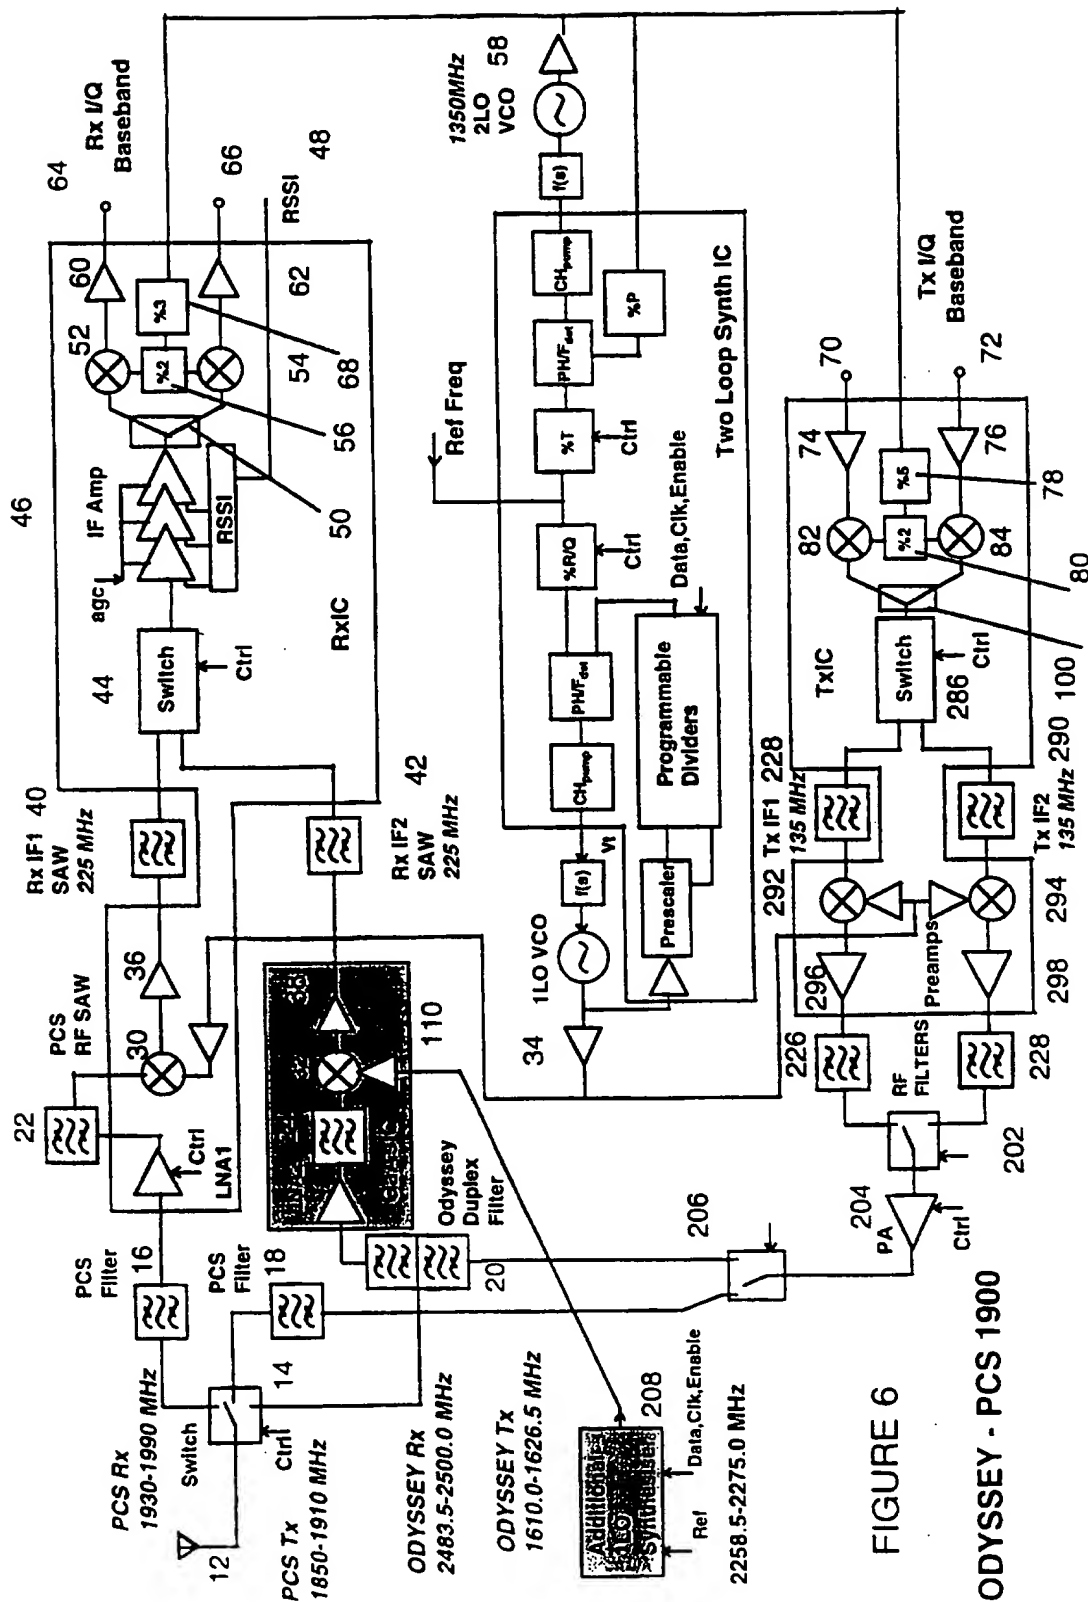 PCS Rx
1930-1990 MHz
Switch
12
PCS Tx
1850-1910 MHz
Ctrl
14
ODYSSEY Rx
2483.5-2500.0 MHz
ODYSSEY Tx
1610.0-1626.5 MHz
PCS
Filter
16
PCS
Filter
18
20
Odyssey
Duplex
Filter
22
PCS
RF SAW
LNA1
Ctrl
30
36
32
38
110
Rx IF1
SAW
225 MHz
40
Rx IF2
SAW
225 MHz
42
44
Switch
Ctrl
RxIC
46
agc
IF Amp
RSSI
50
52
%2
%3
54
56
68
60
62
64
66
Rx I/Q
Baseband
RSSI
48
Additional
1LO
Synthesiser
208
Ref
Data,Clk,Enable
2258.5-2275.0 MHz
34
1LO VCO
f(s)
Vt
CHpump
PH/Fdet
%R/Q
Ctrl
Ref Freq
%T
Ctrl
PH/Fdet
CHpump
%P
f(s)
1350MHz
2LO
VCO
58
Prescaler
Programmable
Dividers
Data,Clk,Enable
Two Loop Synth IC
206
204
PA
Ctrl
202
RF
FILTERS
226
228
296
Preamps
298
292
294
Tx IF1
135 MHz
228
Tx IF2
135 MHz
290
TxIC
Switch
286
Ctrl
100
82
%2
%5
84
80
78
74
76
70
72
Tx I/Q
Baseband
FIGURE 6
ODYSSEY - PCS 1900